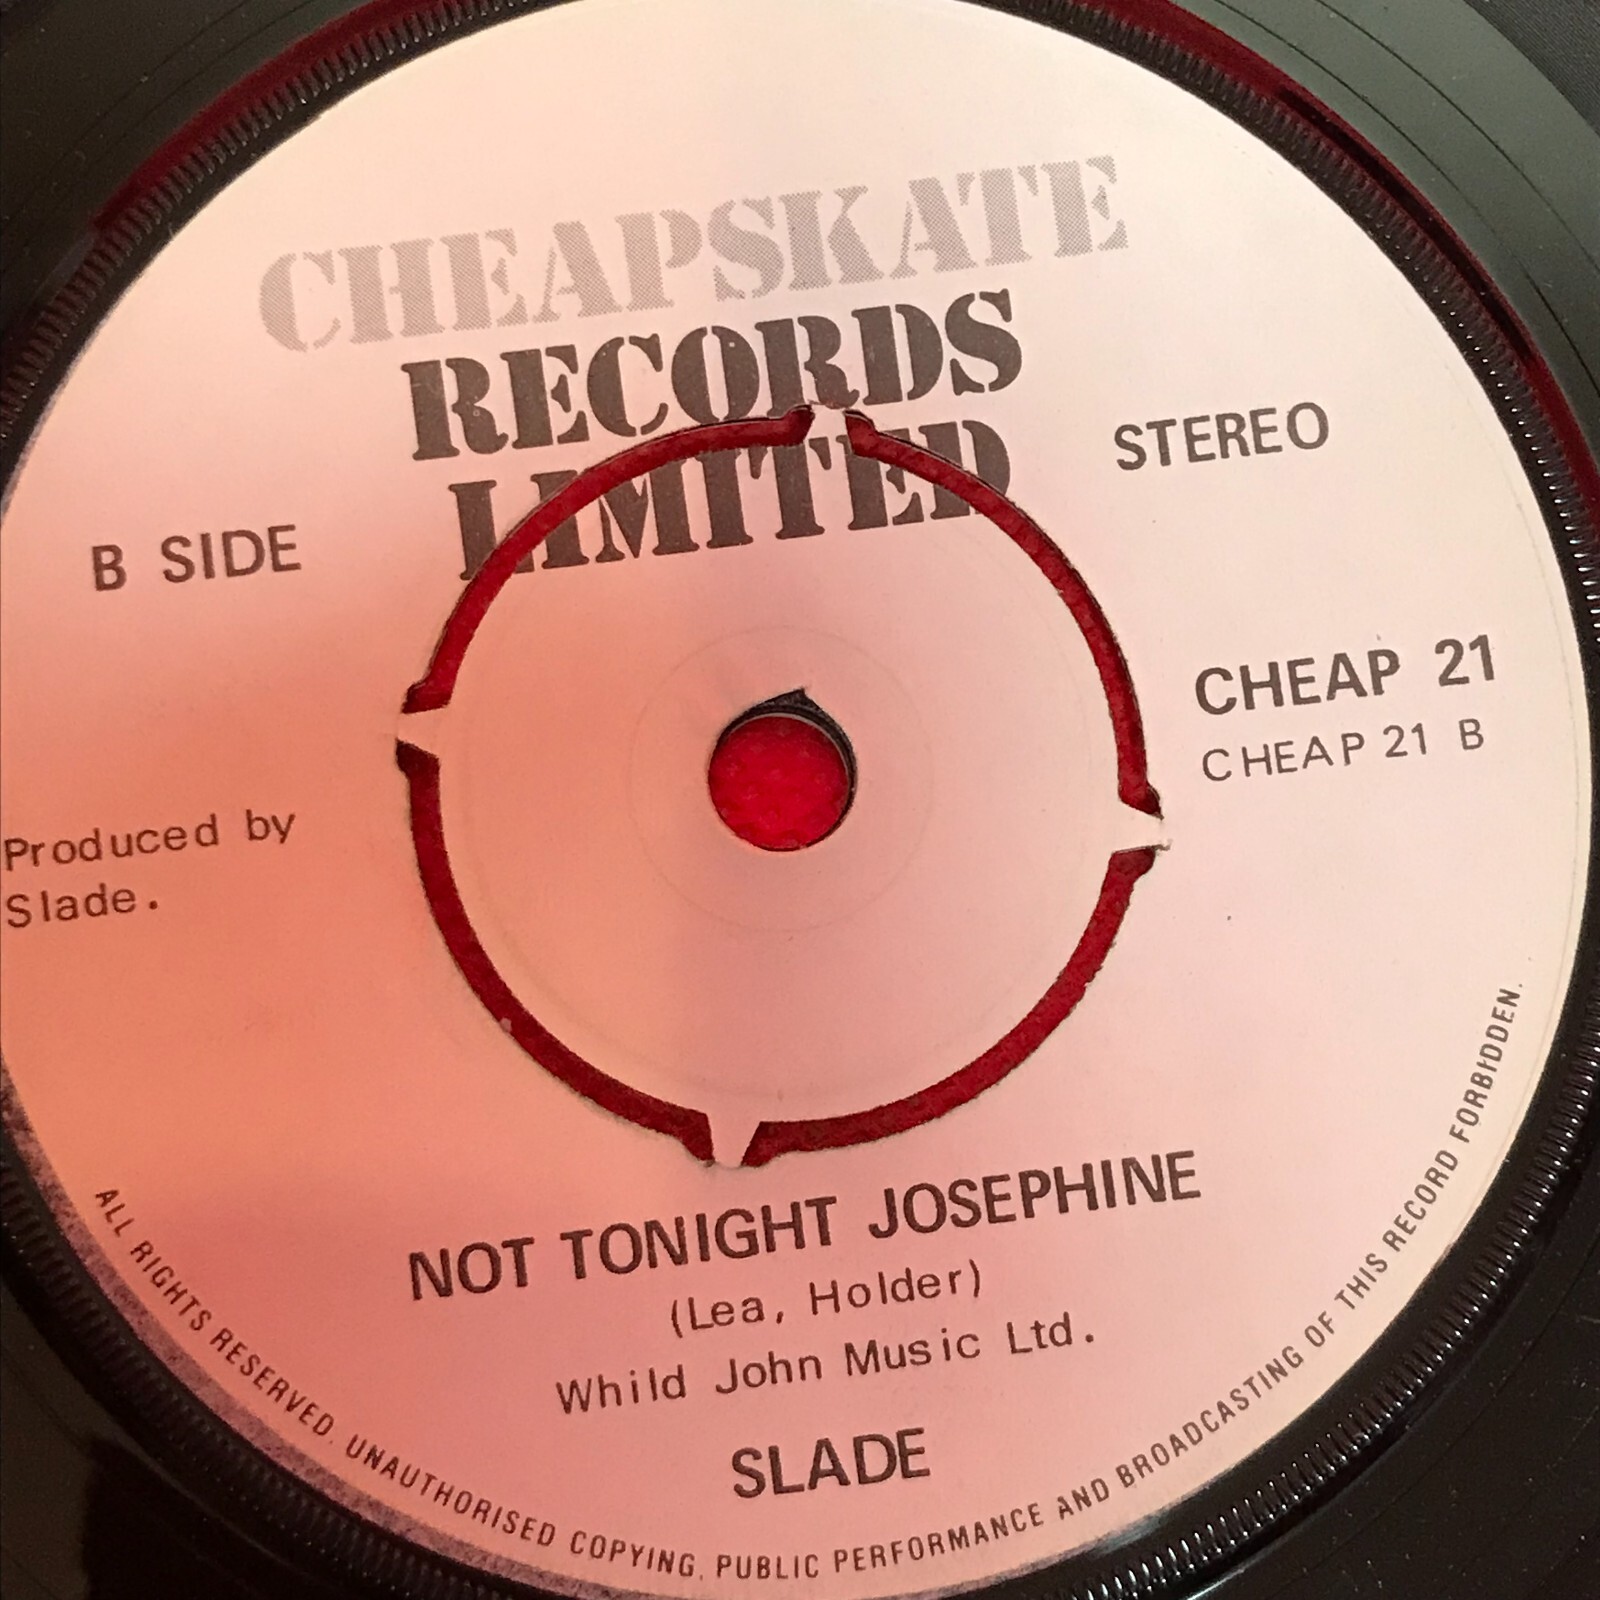 CHEAPSKATE
RECORDS
LIMITED
STEREO
B SIDE
CHEAP 21
CHEAP 21 B
Produced by
Slade.
NOT TONIGHT JOSEPHINE
(Lea, Holder)
Whild John Music Ltd.
SLADE
ALL RIGHTS RESERVED. UNAUTHORISED COPYING, PUBLIC PERFORMANCE AND BROADCASTING OF THIS RECORD FORBIDDEN.